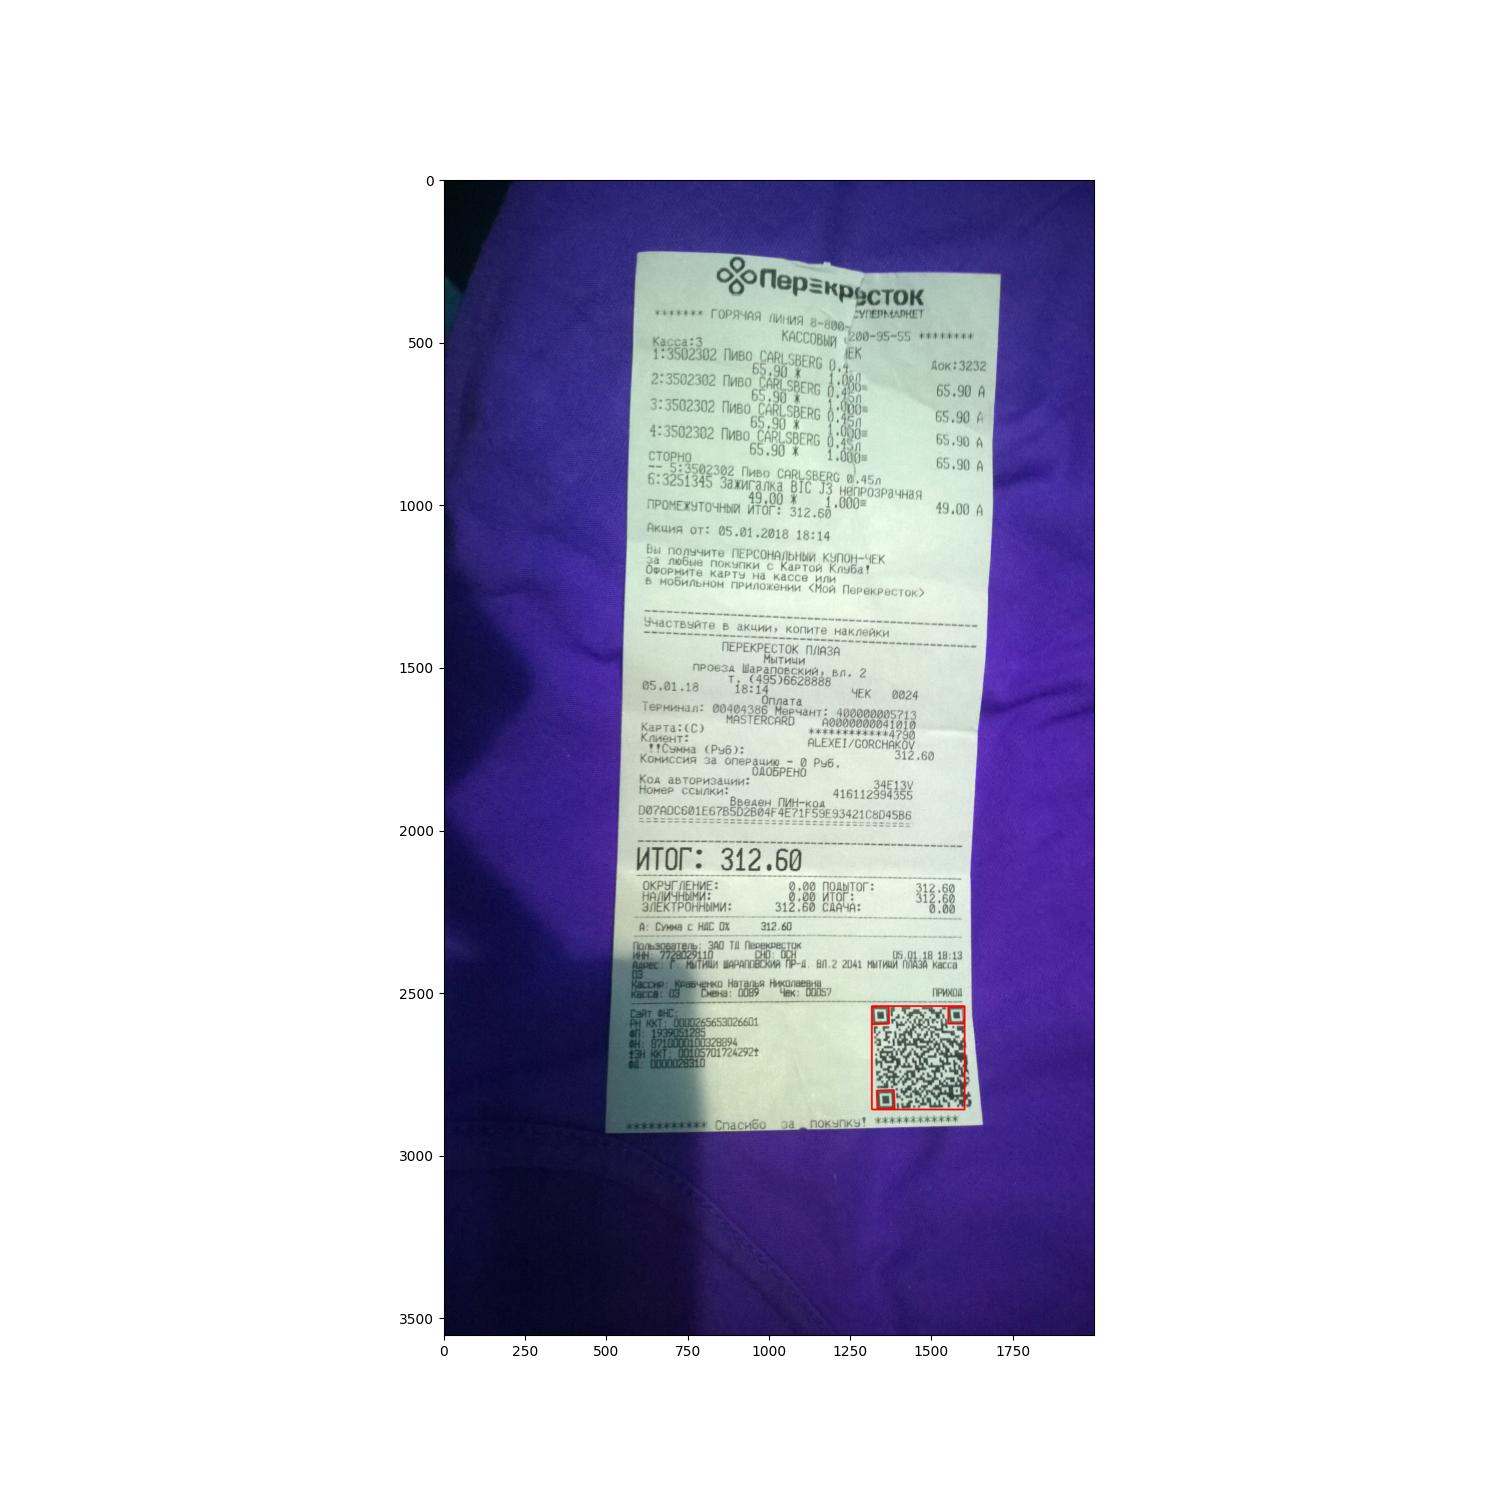 Перекресток
СУПЕРМАРКЕТ
******* ГОРЯЧАЯ ЛИНИЯ 8-800-200-95-55 ********
КАССОВЫЙ ЧЕК
Касса:3 Док:3232
1:3502302 Пиво CARLSBERG 0.4
65.90 * 1.000= 65.90 А
2:3502302 Пиво CARLSBERG 0.45л
65.90 * 1.000= 65.90 А
3:3502302 Пиво CARLSBERG 0.45л
65.90 * 1.000= 65.90 А
4:3502302 Пиво CARLSBERG 0.45л
65.90 * 1.000= 65.90 А
СТОРНО
-- 5:3502302 Пиво CARLSBERG 0.45л
6:3251345 Зажигалка BIC J3 непрозрачная
49.00 * 1.000= 49.00 А
ПРОМЕЖУТОЧНЫЙ ИТОГ: 312.60
Акция от: 05.01.2018 18:14
Вы получите ПЕРСОНАЛЬНЫЙ КУПОН-ЧЕК
за любые покупки с Картой Клуба!
Оформите карту на кассе или
в мобильном приложении <Мой Перекресток>
Участвуйте в акции, копите наклейки
ПЕРЕКРЕСТОК ПЛАЗА
Мытищи
проезд Шараповский, вл. 2
т. (495)6628888
05.01.18 18:14 ЧЕК 0024
Оплата
Терминал: 00404386 Мерчант: 400000005713
MASTERCARD A0000000041010
Карта:(C) ************4790
Клиент: ALEXEI/GORCHAKOV
!!Сумма (Руб): 312.60
Комиссия за операцию - 0 Руб.
ОДОБРЕНО
Код авторизации: 34E13V
Номер ссылки: 416112994355
Введен ПИН-код
D07ADC601E67B5D2B04F4E71F59E93421C8D45B6
ИТОГ: 312.60
ОКРУГЛЕНИЕ: 0.00 ПОДЫТОГ: 312.60
НАЛИЧНЫМИ: 0.00 ИТОГ: 312.60
ЭЛЕКТРОННЫМИ: 312.60 СДАЧА: 0.00
А: Сумма с НДС 0% 312.60
Пользователь: ЗАО ТД Перекресток
ИНН: 7728029110 СНО: ОСН 05.01.18 18:13
Адрес: Г. МЫТИЩИ ШАРАПОВСКИЙ ПР-Д. ВЛ.2 2041 МЫТИЩИ ПЛАЗА касса
03
Кассир: Кравченко Наталья Николаевна
Касса: 03 Смена: 0089 Чек: 00057 ПРИХОД
Сайт ФНС:
РН ККТ: 0000265653026601
ФП: 1939051285
ФН: 8710000100328894
*ЗН ККТ: 00105701724292*
ФД: 0000028310
*********** Спасибо за покупку! ************
0
500
1000
1500
2000
2500
3000
3500
0 250 500 750 1000 1250 1500 1750